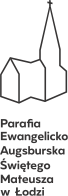 Parafia
Ewangelicko
Augsburska
Świętego
Mateusza
w Łodzi